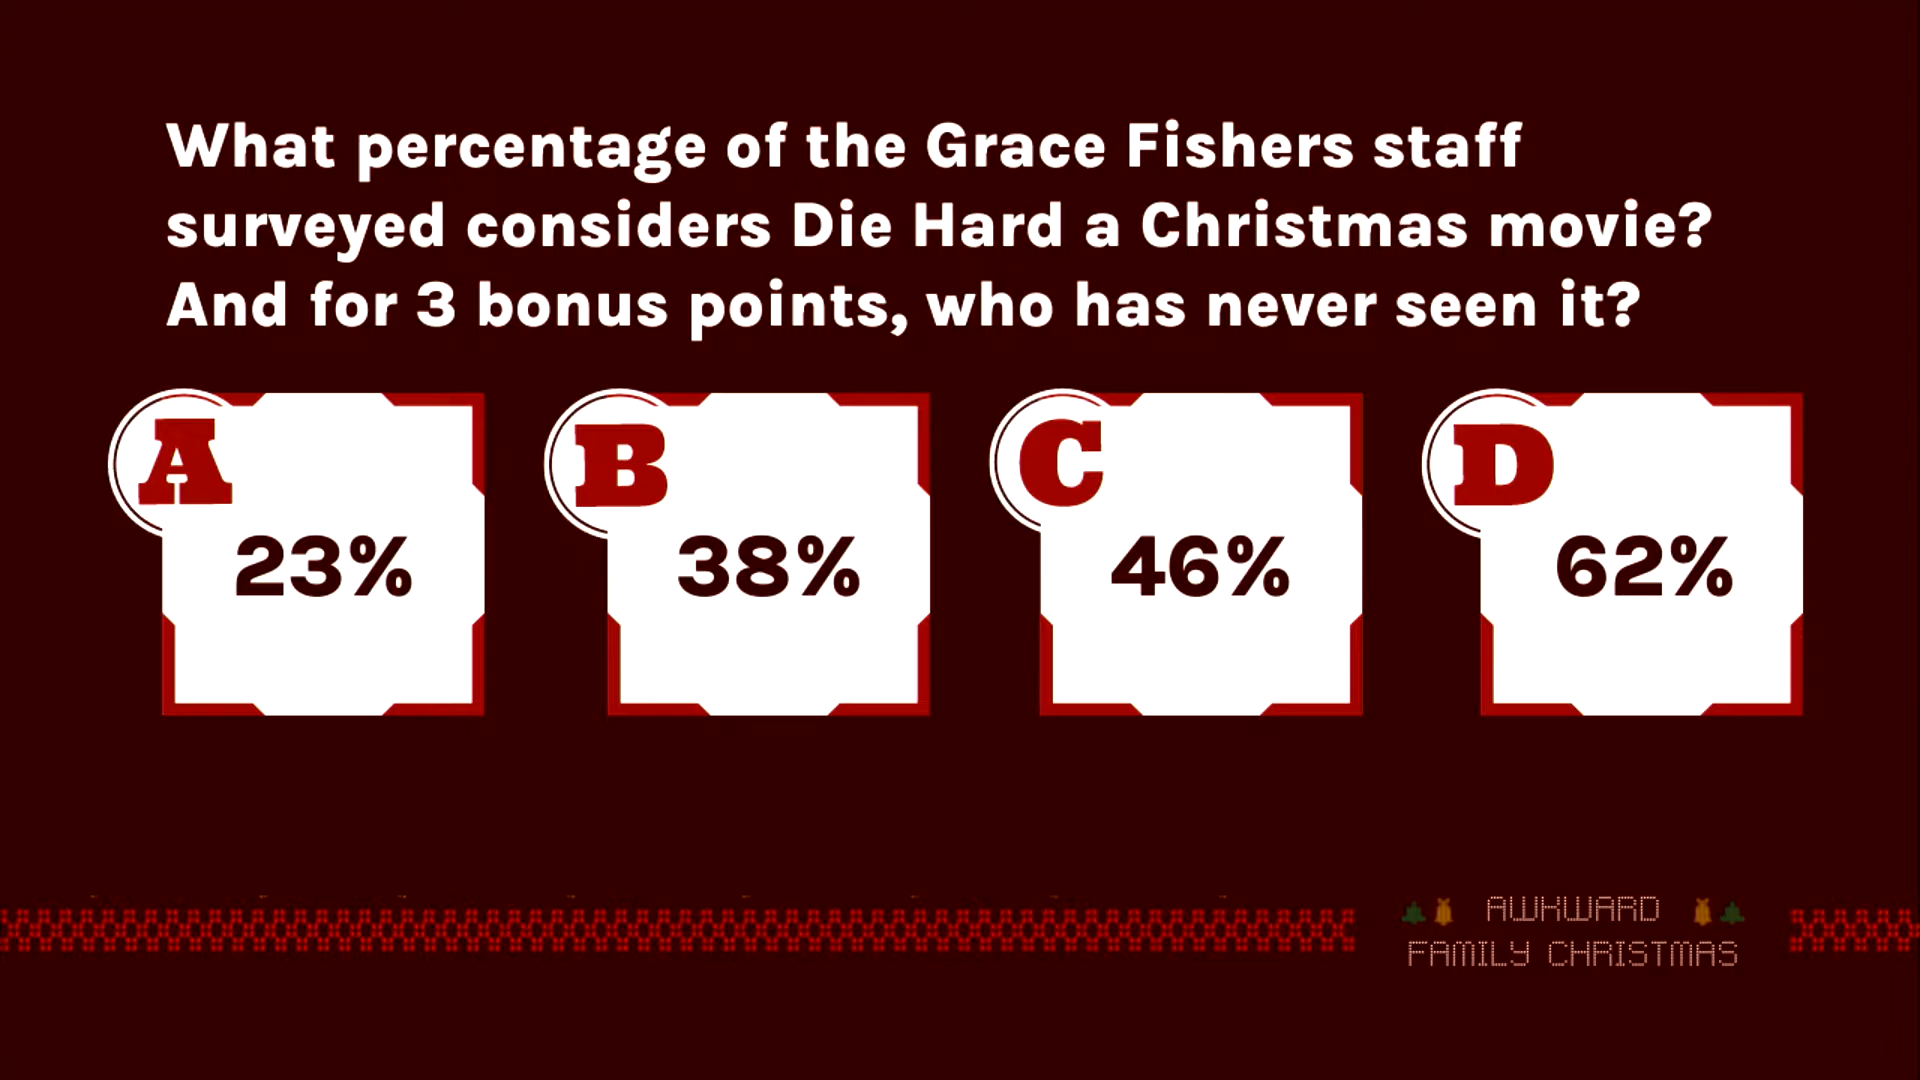 What percentage of the Grace Fishers staff
surveyed considers Die Hard a Christmas movie?
And for 3 bonus points, who has never seen it?
A
23%
B
38%
C
46%
D
62%
AWKWARD
FAMILY CHRISTMAS